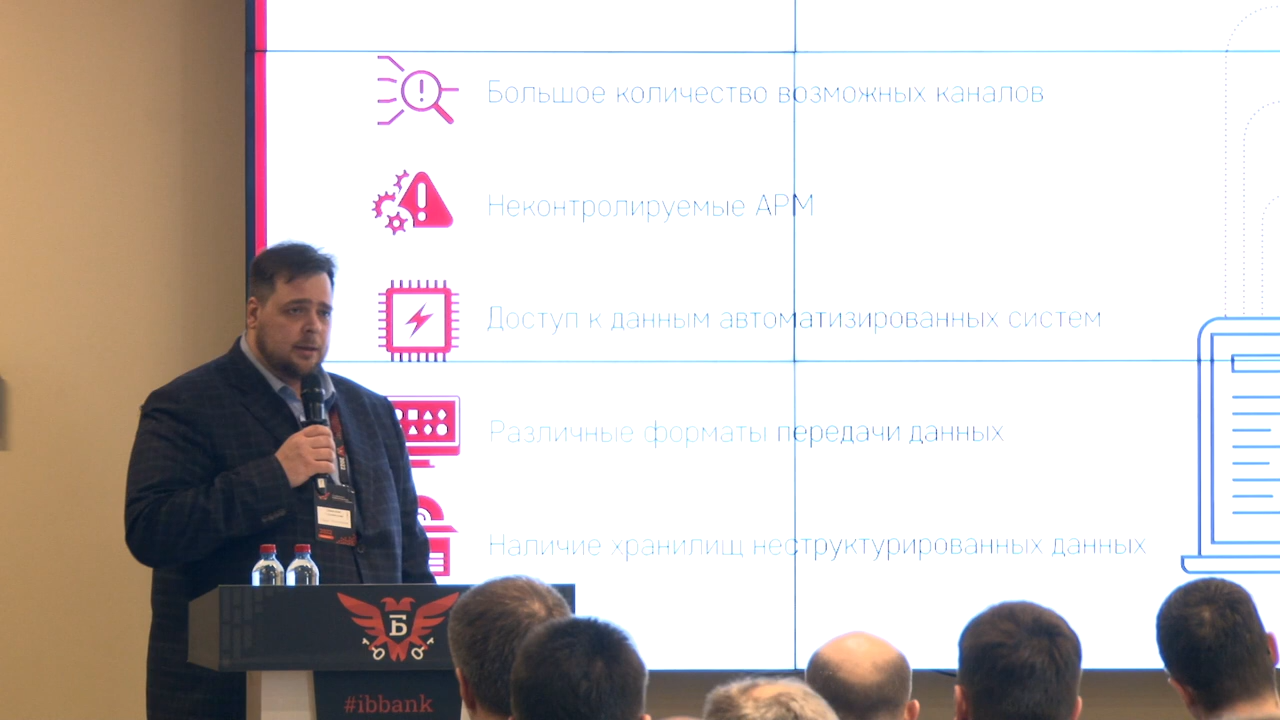 Большое количество возможных каналов
Неконтролируемые АРМ
Доступ к данным автоматизированных систем
Различные форматы передачи данных
Наличие хранилищ неструктурированных данных
Б
#ibbank